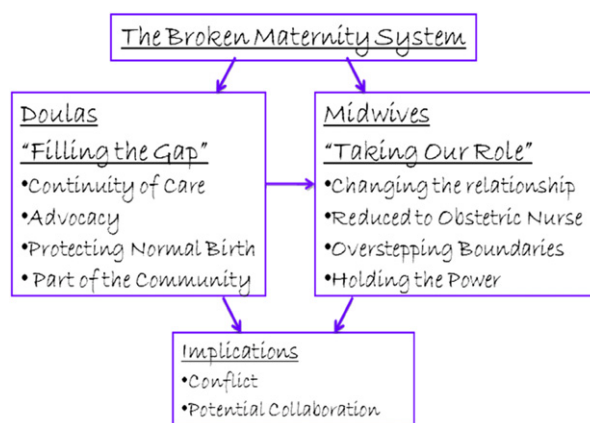 The Broken Maternity System
Doulas
“Filling the Gap”
•Continuity of Care
•Advocacy
•Protecting Normal Birth
• Part of the Community
Midwives
“Taking Our Role”
•Changing the relationship
•Reduced to Obstetric Nurse
•Overstepping Boundaries
•Holding the Power
Implications
•Conflict
•Potential Collaboration